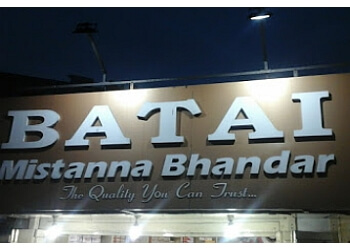 BATAI
Mistanna Bhandar
The Quality You Can Trust...